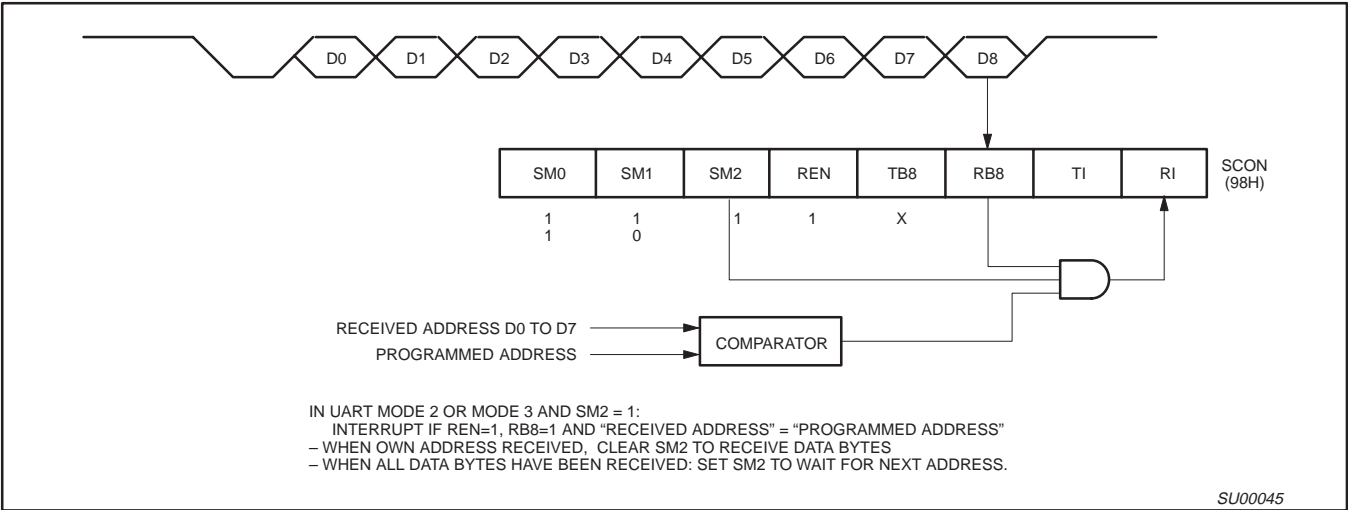 D0 D1 D2 D3 D4 D5 D6 D7 D8
SM0 SM1 SM2 REN TB8 RB8 TI RI
SCON
(98H)
1 1 1 1 X
1 0
RECEIVED ADDRESS D0 TO D7
PROGRAMMED ADDRESS
COMPARATOR
IN UART MODE 2 OR MODE 3 AND SM2 = 1:
INTERRUPT IF REN=1, RB8=1 AND “RECEIVED ADDRESS” = “PROGRAMMED ADDRESS”
– WHEN OWN ADDRESS RECEIVED, CLEAR SM2 TO RECEIVE DATA BYTES
– WHEN ALL DATA BYTES HAVE BEEN RECEIVED: SET SM2 TO WAIT FOR NEXT ADDRESS.
SU00045